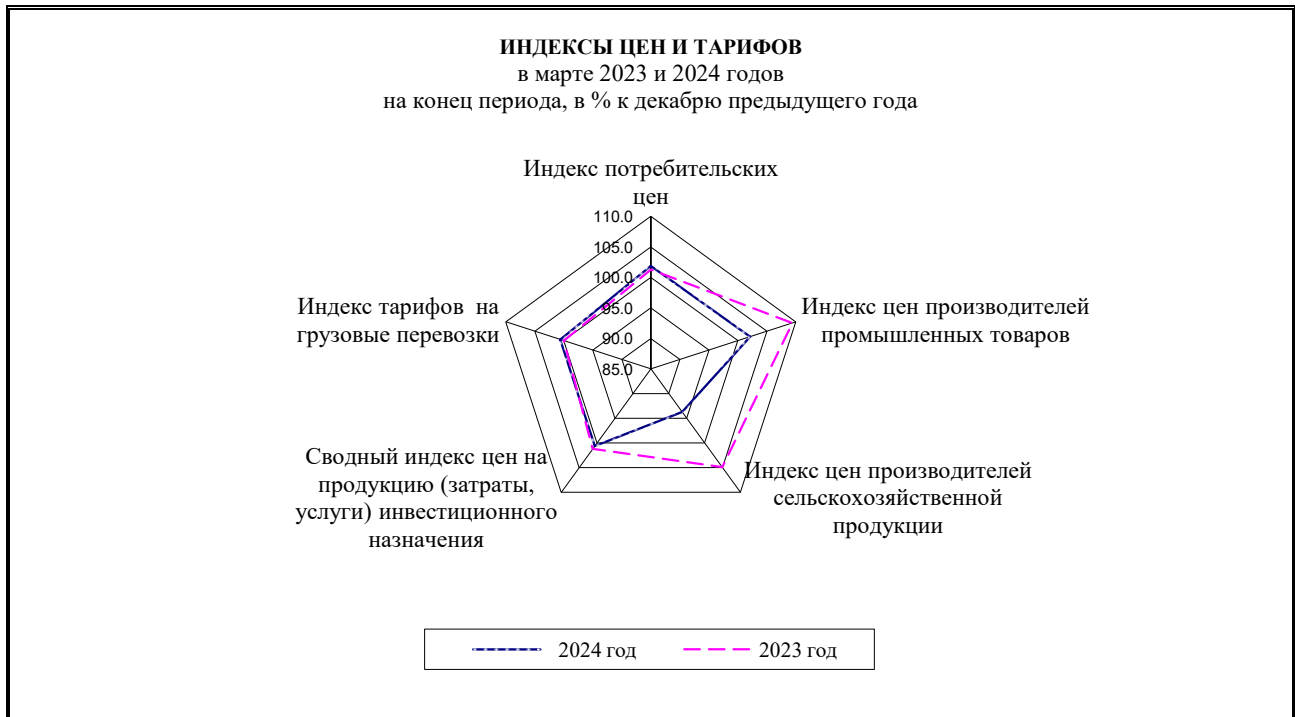 ИНДЕКСЫ ЦЕН И ТАРИФОВ
в марте 2023 и 2024 годов
на конец периода, в % к декабрю предыдущего года
Индекс потребительских
цен
110.0
105.0
100.0
95.0
90.0
85.0
Индекс цен производителей
промышленных товаров
Индекс цен производителей
сельскохозяйственной
продукции
Сводный индекс цен на
продукцию (затраты,
услуги) инвестиционного
назначения
Индекс тарифов на
грузовые перевозки
2024 год
2023 год